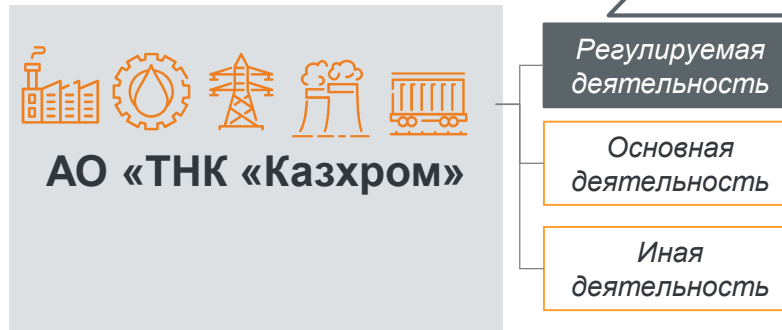 АО «ТНК «Казхром»
Регулируемая
деятельность
Основная
деятельность
Иная
деятельность